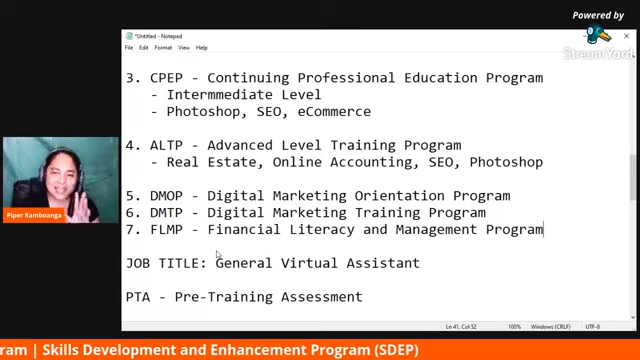 Powered by
StreamYard
*Untitled - Notepad
File Edit Format View Help
3. CPEP - Continuing Professional Education Program
- Intermmediate Level
- Photoshop, SEO, eCommerce
4. ALTP - Advanced Level Training Program
- Real Estate, Online Accounting, SEO, Photoshop
5. DMOP - Digital Marketing Orientation Program
6. DMTP - Digital Marketing Training Program
7. FLMP - Financial Literacy and Management Program
JOB TITLE: General Virtual Assistant
PTA - Pre-Training Assessment
Piper Ramboanga
Ln 41, Col 52 100% Windows (CRLF) UTF-8
ram | Skills Development and Enhancement Program (SDEP)